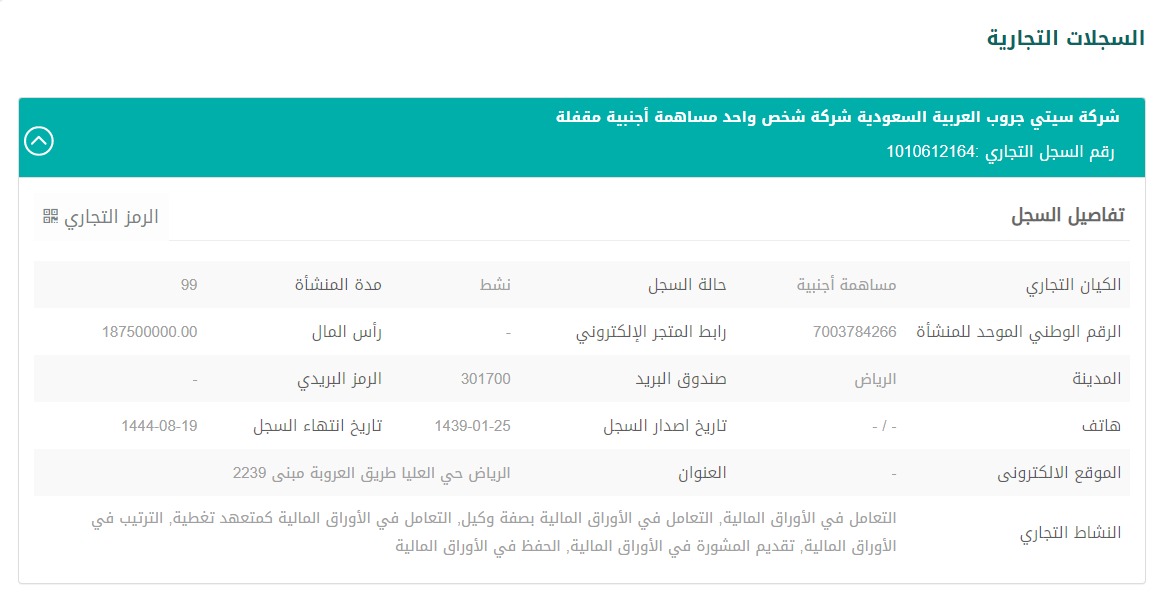 السجلات التجارية
شركة سيتي جروب العربية السعودية شركة شخص واحد مساهمة أجنبية مقفلة
رقم السجل التجاري :1010612164
تفاصيل السجل الرمز التجاري
الكيان التجاري مساهمة أجنبية حالة السجل نشط مدة المنشأة 99
الرقم الوطني الموحد للمنشأة 7003784266 رابط المتجر الإلكتروني - رأس المال 187500000.00
المدينة الرياض صندوق البريد 301700 الرمز البريدي -
هاتف - / - تاريخ اصدار السجل 1439-01-25 تاريخ انتهاء السجل 1444-08-19
الموقع الالكترونى - العنوان الرياض حي العليا طريق العروبة مبنى 2239
النشاط التجاري التعامل في الأوراق المالية, التعامل في الأوراق المالية بصفة وكيل, التعامل في الأوراق المالية كمتعهد تغطية, الترتيب في
الأوراق المالية, تقديم المشورة في الأوراق المالية, الحفظ في الأوراق المالية